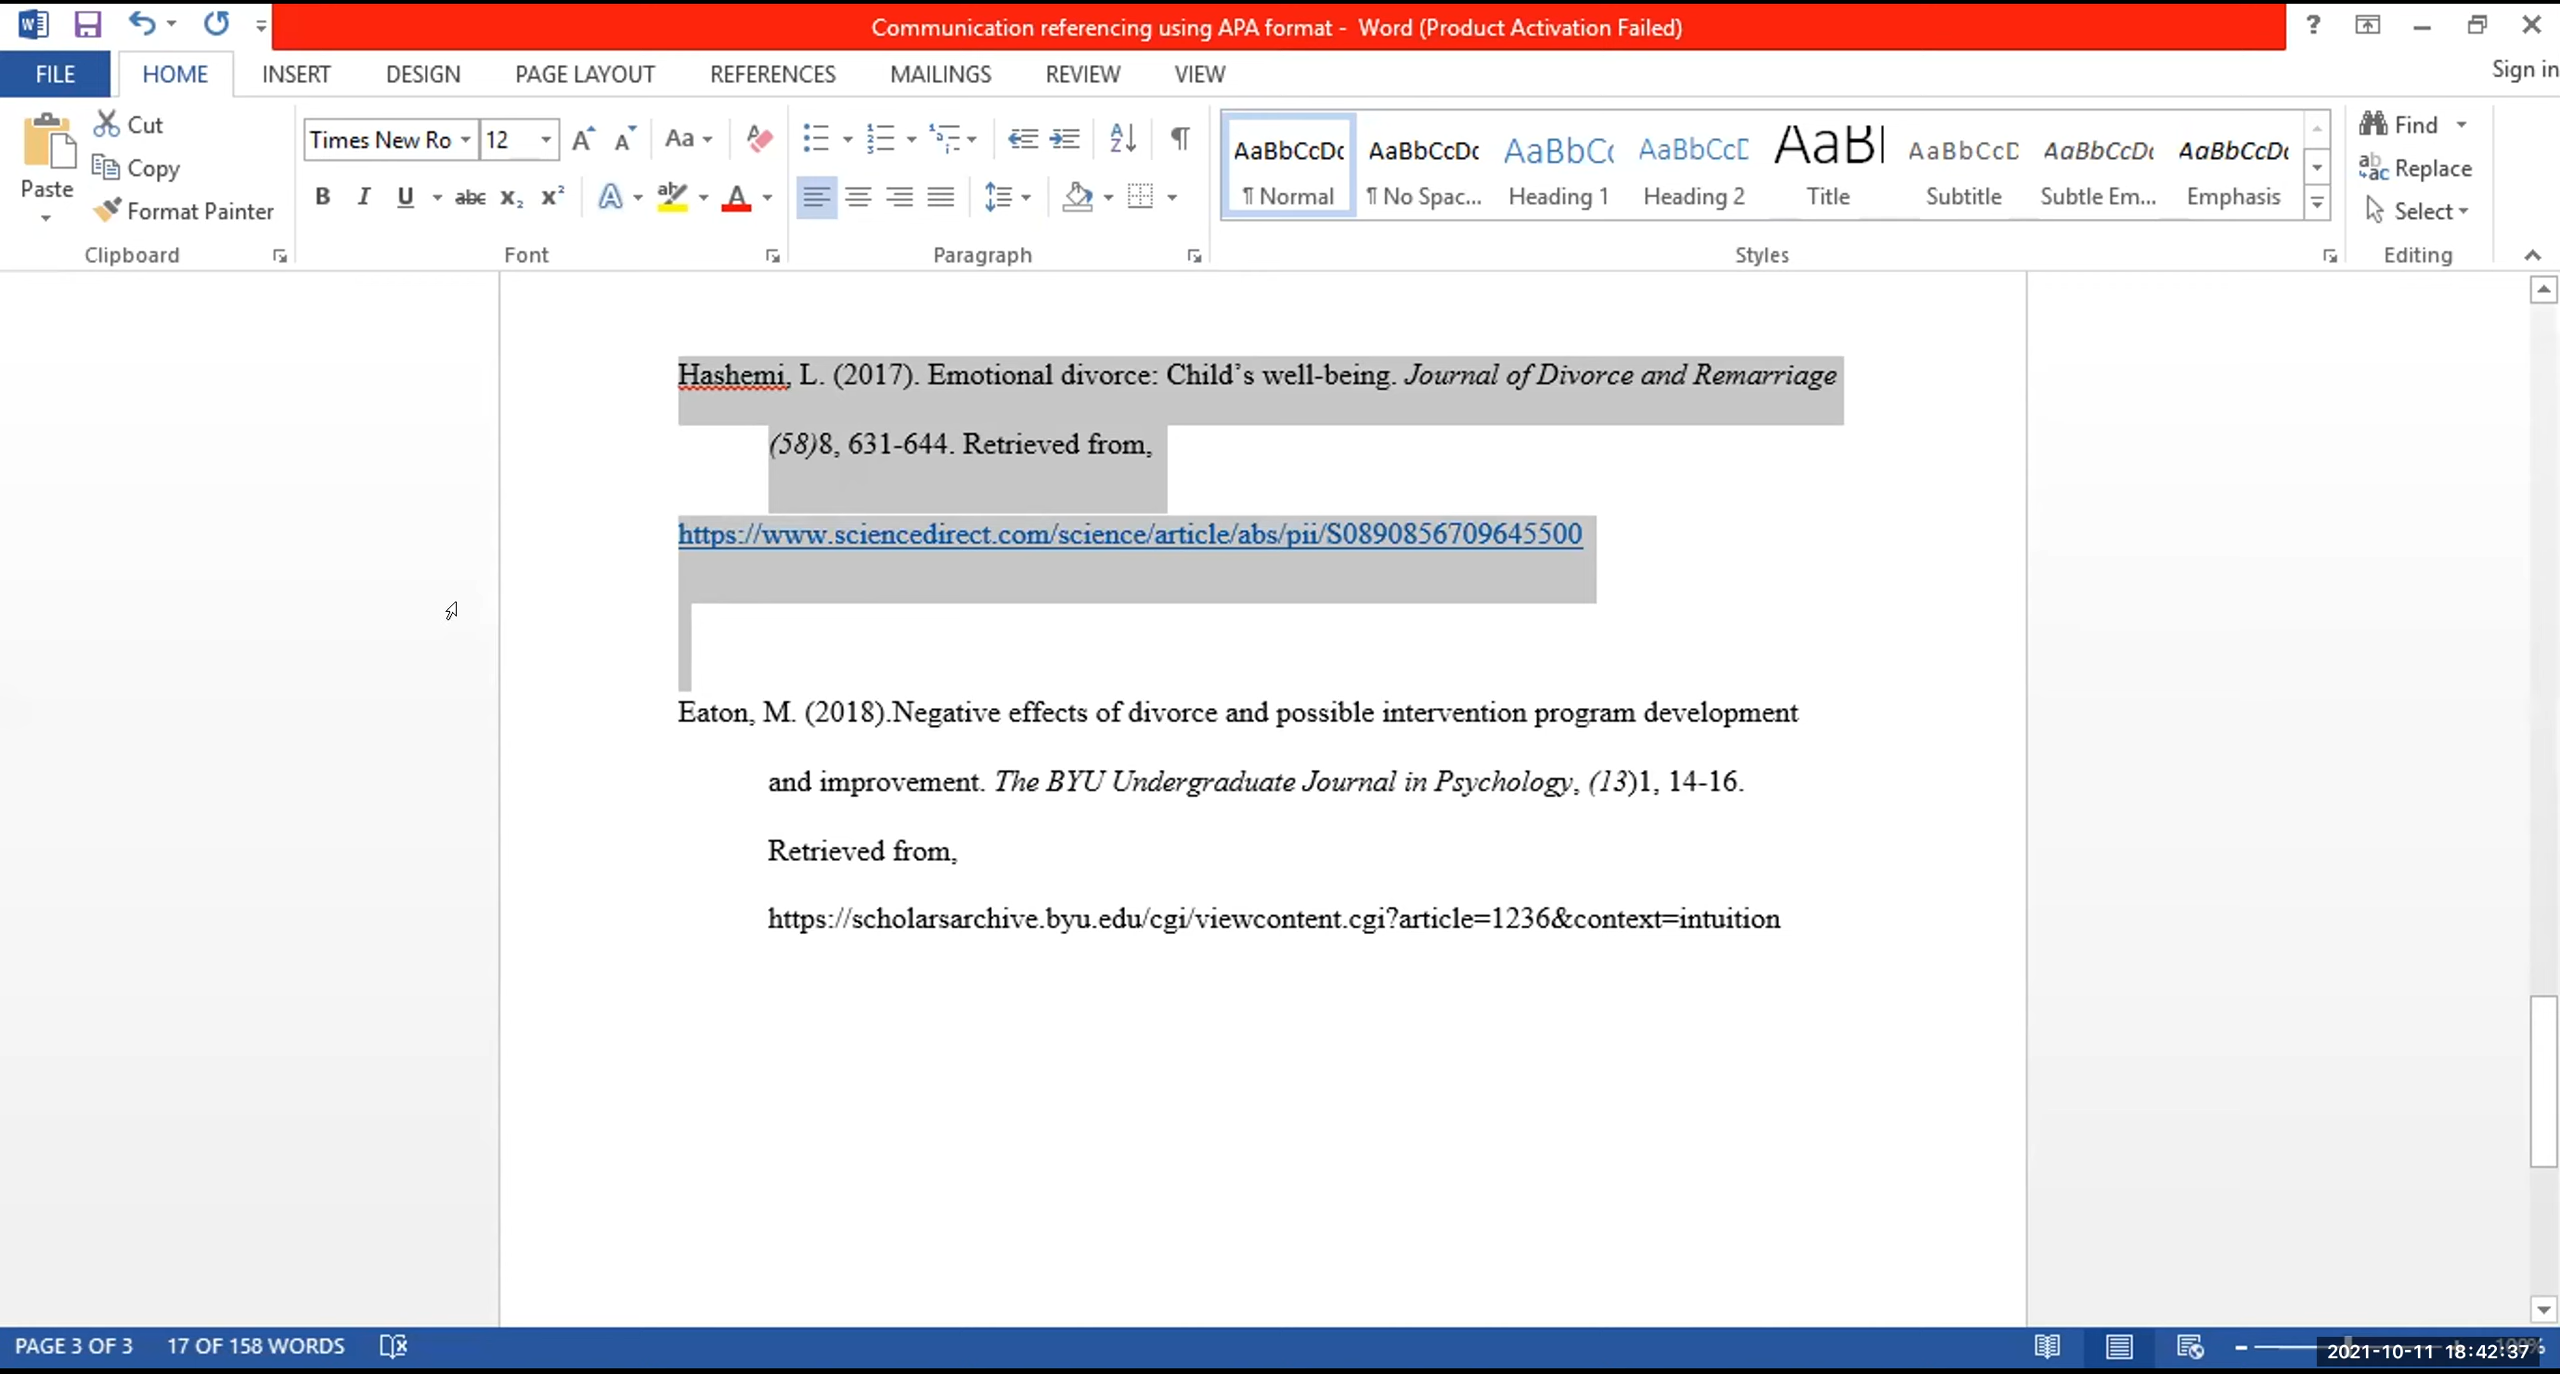 Communication referencing using APA format - Word (Product Activation Failed)
FILE HOME INSERT DESIGN PAGE LAYOUT REFERENCES MAILINGS REVIEW VIEW Sign in
Paste
Cut
Copy
Format Painter
Clipboard
Times New Ro 12
Font
Paragraph
AaBbCcDc AaBbCcDc AaBbCc AaBbCcD AaBl AaBbCcD AaBbCcDc AaBbCcDc
¶ Normal ¶ No Spac... Heading 1 Heading 2 Title Subtitle Subtle Em... Emphasis
Styles
Find
Replace
Select
Editing
Hashemi, L. (2017). Emotional divorce: Child’s well-being. Journal of Divorce and Remarriage
(58)8, 631-644. Retrieved from,
https://www.sciencedirect.com/science/article/abs/pii/S0890856709645500
Eaton, M. (2018).Negative effects of divorce and possible intervention program development
and improvement. The BYU Undergraduate Journal in Psychology, (13)1, 14-16.
Retrieved from,
https://scholarsarchive.byu.edu/cgi/viewcontent.cgi?article=1236&context=intuition
PAGE 3 OF 3 17 OF 158 WORDS
2021-10-11 18:42:37